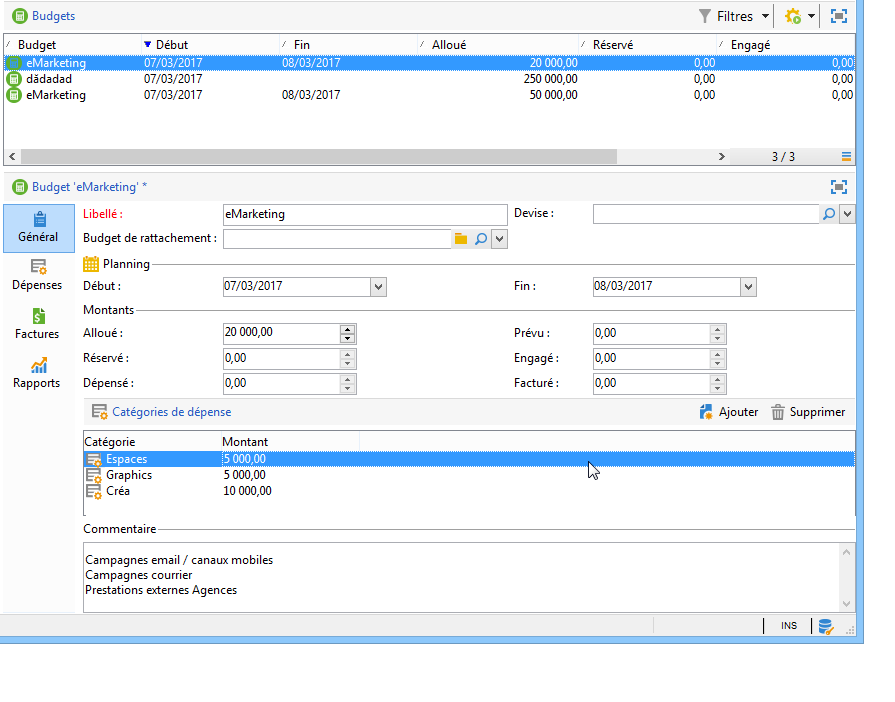 Budgets Filtres
Budget Début Fin Alloué Réservé Engagé
eMarketing 07/03/2017 08/03/2017 20 000,00 0,00 0,00
dădadad 07/03/2017 250 000,00 0,00 0,00
eMarketing 07/03/2017 08/03/2017 50 000,00 0,00 0,00
3 / 3
Budget 'eMarketing' *
Général
Dépenses
Factures
Rapports
Libellé : eMarketing Devise :
Budget de rattachement :
Planning
Début : 07/03/2017 Fin : 08/03/2017
Montants
Alloué : 20 000,00 Prévu : 0,00
Réservé : 0,00 Engagé : 0,00
Dépensé : 0,00 Facturé : 0,00
Catégories de dépense Ajouter Supprimer
Catégorie Montant
Espaces 5 000,00
Graphics 5 000,00
Créa 10 000,00
Commentaire
Campagnes email / canaux mobiles
Campagnes courrier
Prestations externes Agences
INS